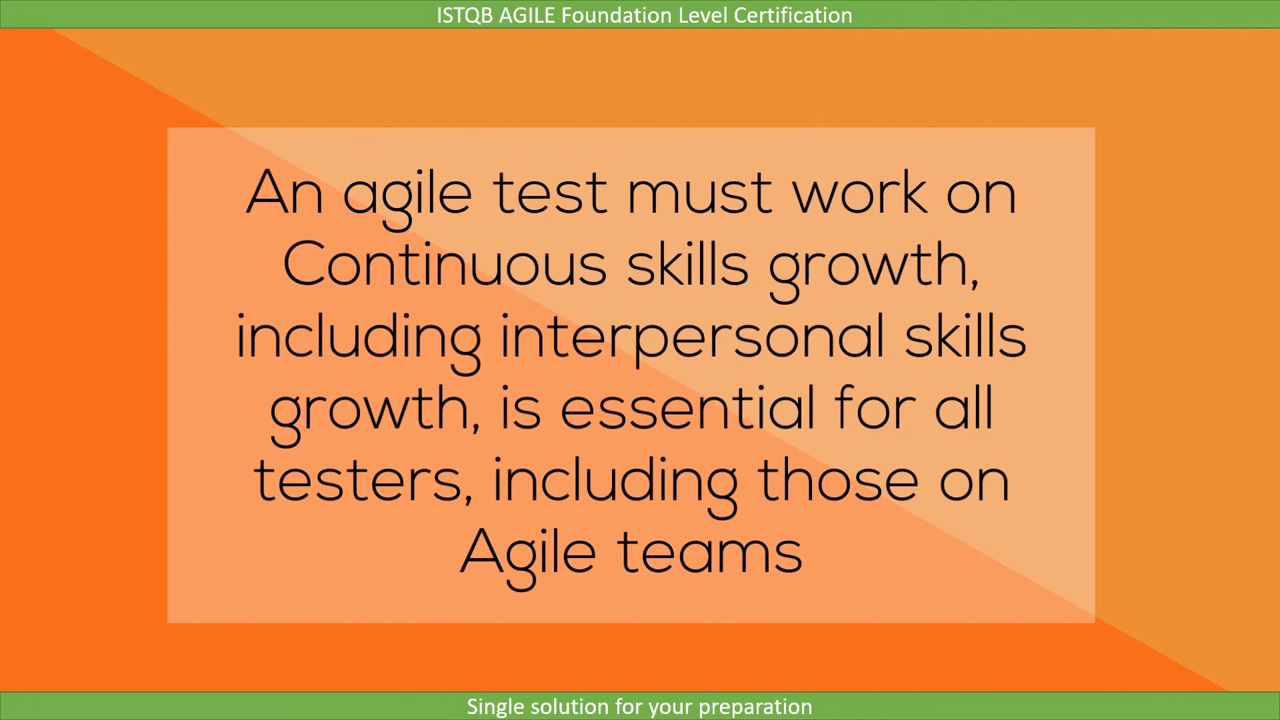 ISTQB AGILE Foundation Level Certification
An agile test must work on
Continuous skills growth,
including interpersonal skills
growth, is essential for all
testers, including those on
Agile teams
Single solution for your preparation